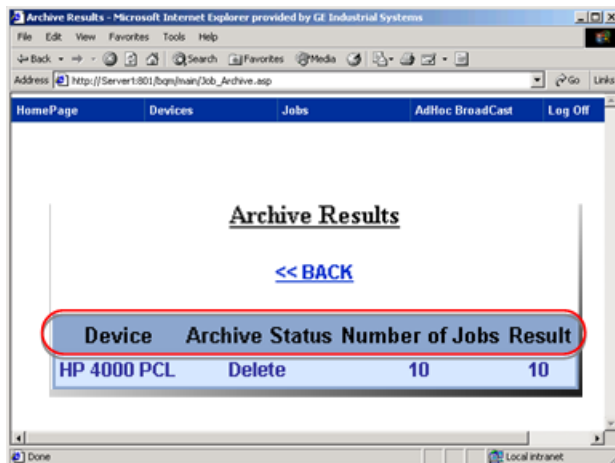 Archive Results - Microsoft Internet Explorer provided by GE Industrial Systems
File Edit View Favorites Tools Help
Back Search Favorites Media
Address http://Server1:801/bqm/main/Job_Archive.asp Go Links
HomePage Devices Jobs AdHoc BroadCast Log Off
Archive Results
<< BACK
Device Archive Status Number of Jobs Result
HP 4000 PCL Delete 10 10
Done Local intranet